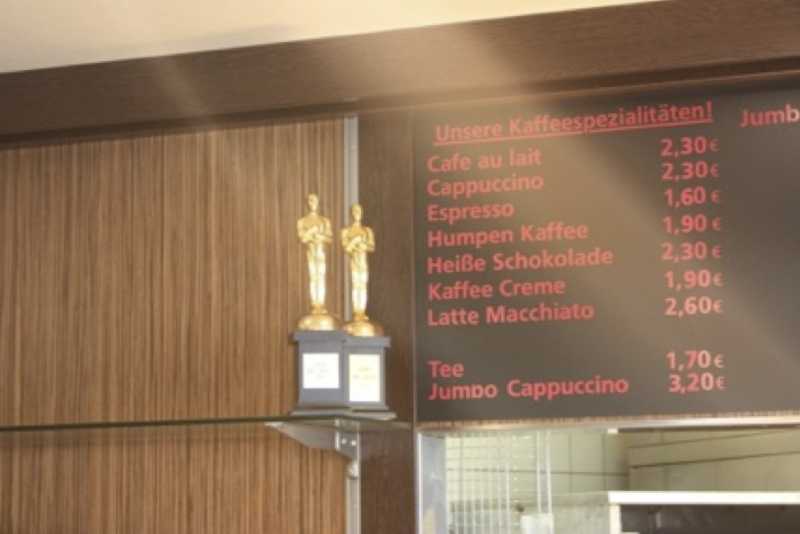 Unsere Kaffeespezialitäten!
Cafe au lait 2,30€
Cappuccino 2,30€
Espresso 1,60€
Humpen Kaffee 1,90€
Heiße Schokolade 2,30€
Kaffee Creme 1,90€
Latte Macchiato 2,60€
Tee 1,70€
Jumbo Cappuccino 3,20€
Jumb